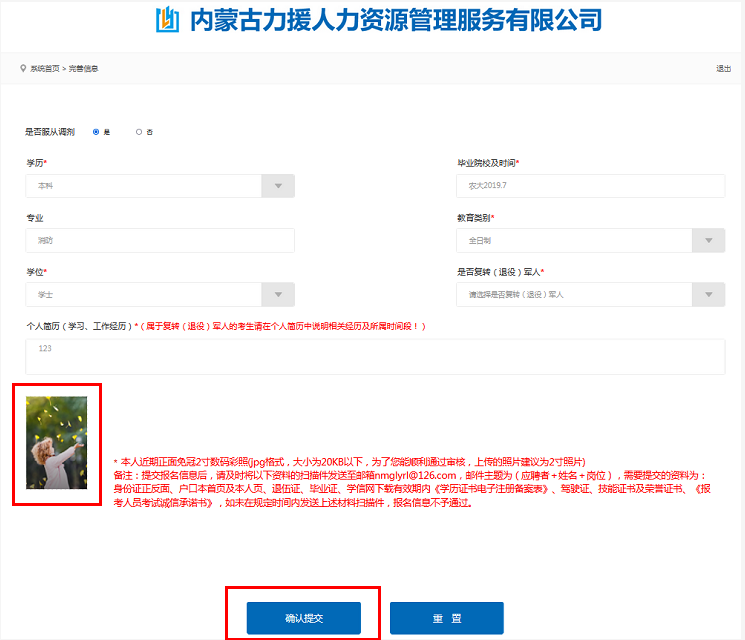 内蒙古力援人力资源管理服务有限公司
系统首页 > 完善信息
退出
是否服从调剂 是 否
学历* 毕业院校及时间*
本科 农大2019.7
专业 教育类别*
消防 全日制
学位* 是否复转（退役）军人*
学士 请选择是否复转（退役）军人
个人简历（学习、工作经历）*（属于复转（退役）军人的考生请在个人简历中说明相关经历及所属时间段！）
123
* 本人近期正面免冠2寸数码彩照(jpg格式，大小为20KB以下，为了您能顺利通过审核，上传的照片建议为2寸照片)
备注：提交报名信息后，请及时将以下资料的扫描件发送至邮箱nmglyrl@126.com，邮件主题为（应聘者＋姓名＋岗位），需要提交的资料为：
身份证正反面、户口本首页及本人页、退伍证、毕业证、学信网下载有效期内《学历证书电子注册备案表》、驾驶证、技能证书及荣誉证书、《报
考人员考试诚信承诺书》，如未在规定时间内发送上述材料扫描件，报名信息不予通过。
确认提交 重 置